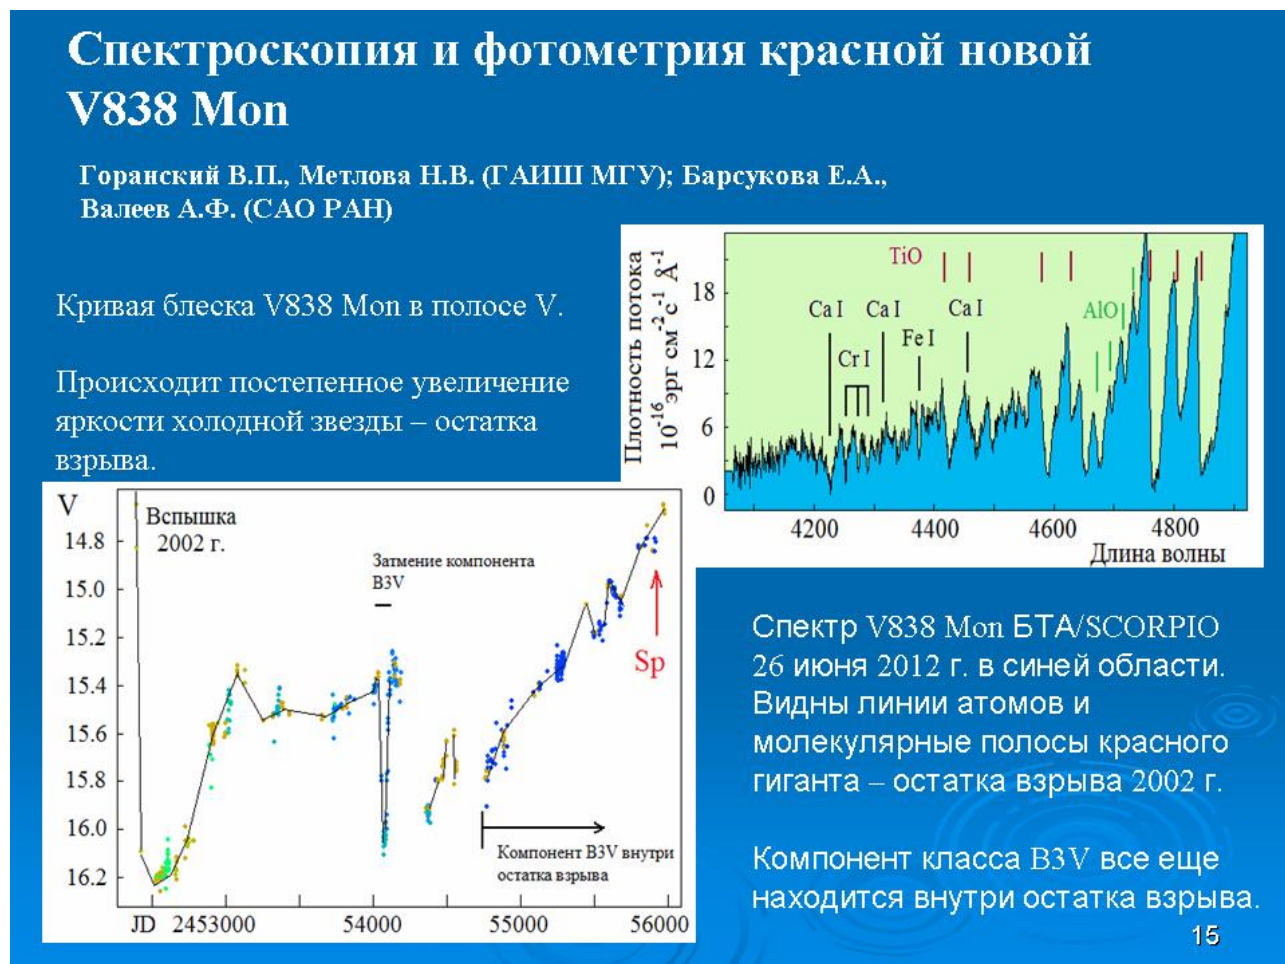 Спектроскопия и фотометрия красной новой
V838 Mon
Горанский В.П., Метлова Н.В. (ГАИШ МГУ); Барсукова Е.А.,
Валеев А.Ф. (САО РАН)
Кривая блеска V838 Mon в полосе V.
Происходит постепенное увеличение
яркости холодной звезды – остатка
взрыва.
Плотность потока
10⁻¹⁶эрг см⁻² с⁻¹ Å⁻¹
18
12
6
0
TiO
Ca I
Ca I
Ca I
Fe I
Cr I
AlO
4200 4400 4600 4800
Длина волны
V
14.8
15.0
15.2
15.4
15.6
15.8
16.0
16.2
Вспышка
2002 г.
Затмение компонента
B3V
Sp
Компонент B3V внутри
остатка взрыва
JD 2453000 54000 55000 56000
Спектр V838 Mon БТА/SCORPIO
26 июня 2012 г. в синей области.
Видны линии атомов и
молекулярные полосы красного
гиганта – остатка взрыва 2002 г.
Компонент класса B3V все еще
находится внутри остатка взрыва.
15